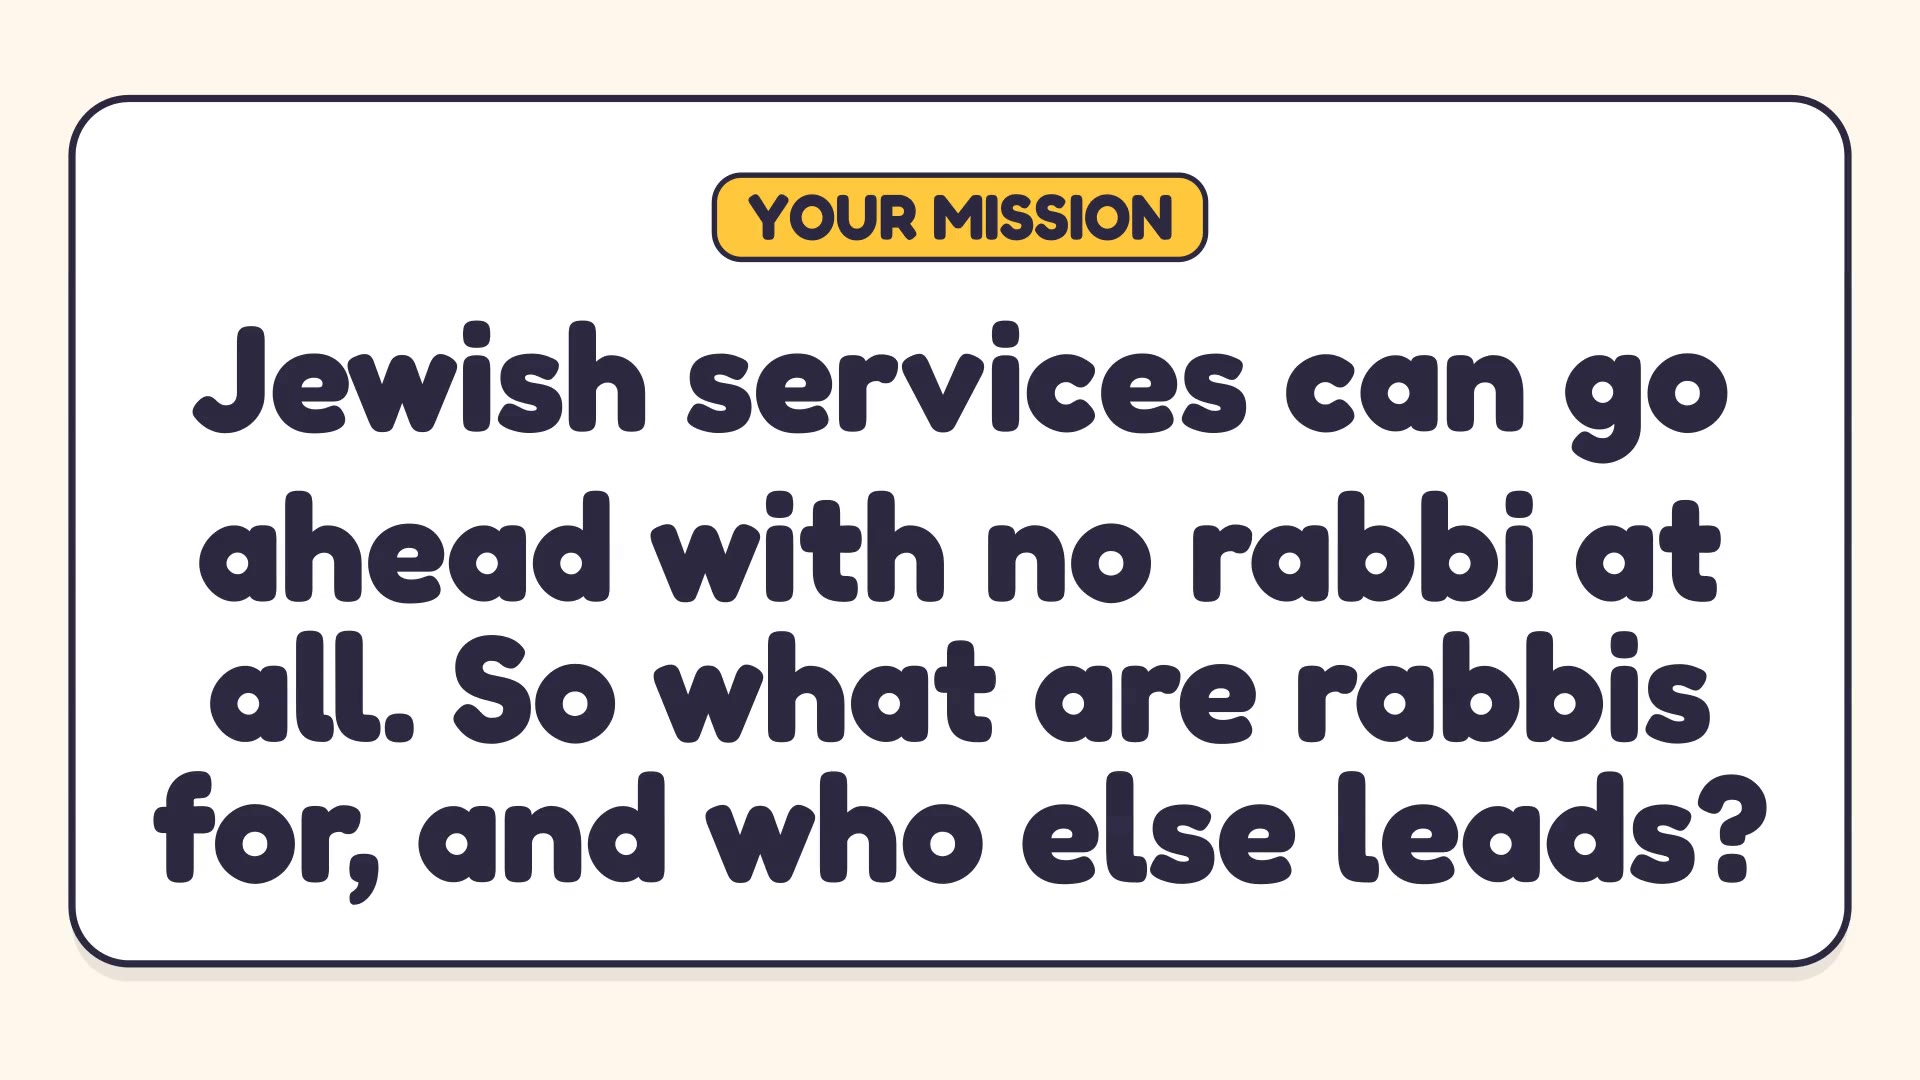 YOUR MISSION
Jewish services can go
ahead with no rabbi at
all. So what are rabbis
for, and who else leads?